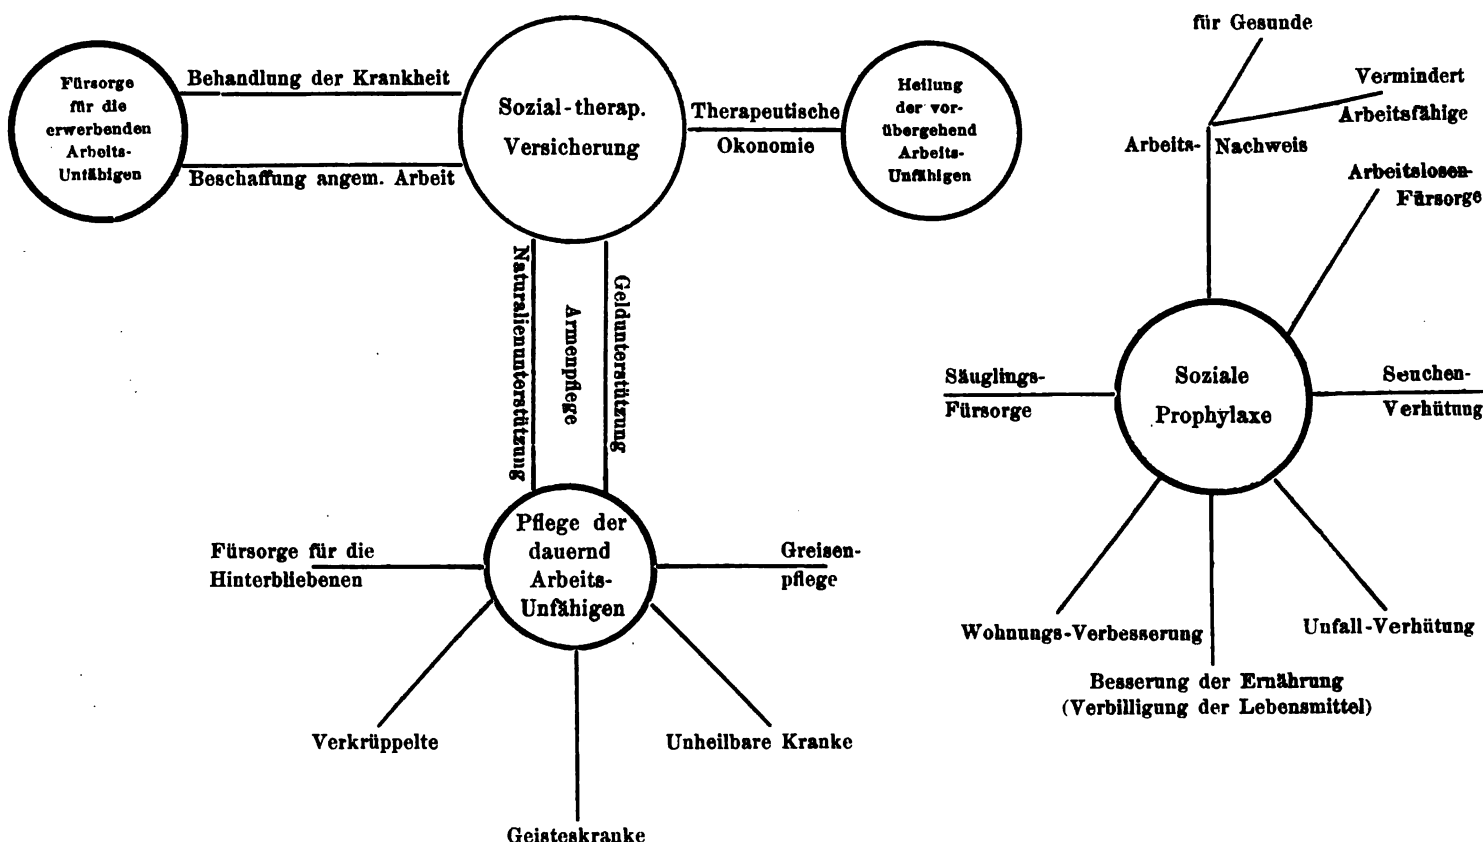 Fürsorge
für die
erwerbenden
Arbeits-
Unfähigen
Behandlung der Krankheit
Beschaffung angem. Arbeit
Sozial-therap.
Versicherung
Therapeutische
Okonomie
Heilung
der vor-
übergehend
Arbeits-
Unfähigen
Naturalienunterstützung
Armenpflege
Geldunterstützung
Pflege der
dauernd
Arbeits-
Unfähigen
Fürsorge für die
Hinterbliebenen
Greisen-
pflege
Verkrüppelte
Unheilbare Kranke
Geisteskranke
für Gesunde
Vermindert
Arbeitsfähige
Arbeits-Nachweis
Arbeitslosen-
Fürsorge
Säuglings-
Fürsorge
Soziale
Prophylaxe
Seuchen-
Verhütung
Wohnungs-Verbesserung
Unfall-Verhütung
Besserung der Ernährung
(Verbilligung der Lebensmittel)